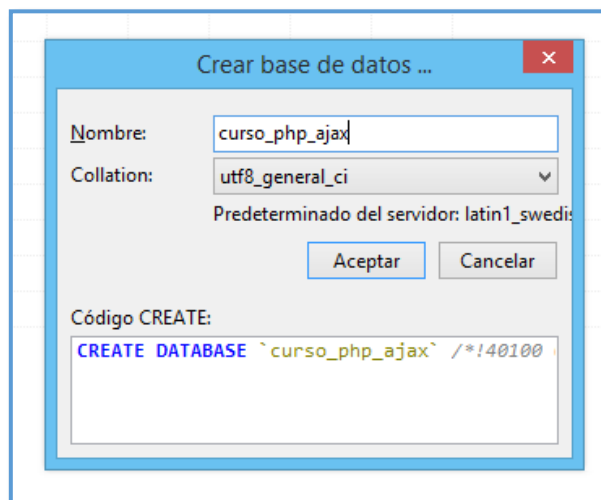 Crear base de datos ...
Nombre: curso_php_ajax
Collation: utf8_general_ci
Predeterminado del servidor: latin1_swedis
Aceptar Cancelar
Código CREATE:
CREATE DATABASE `curso_php_ajax` /*!40100